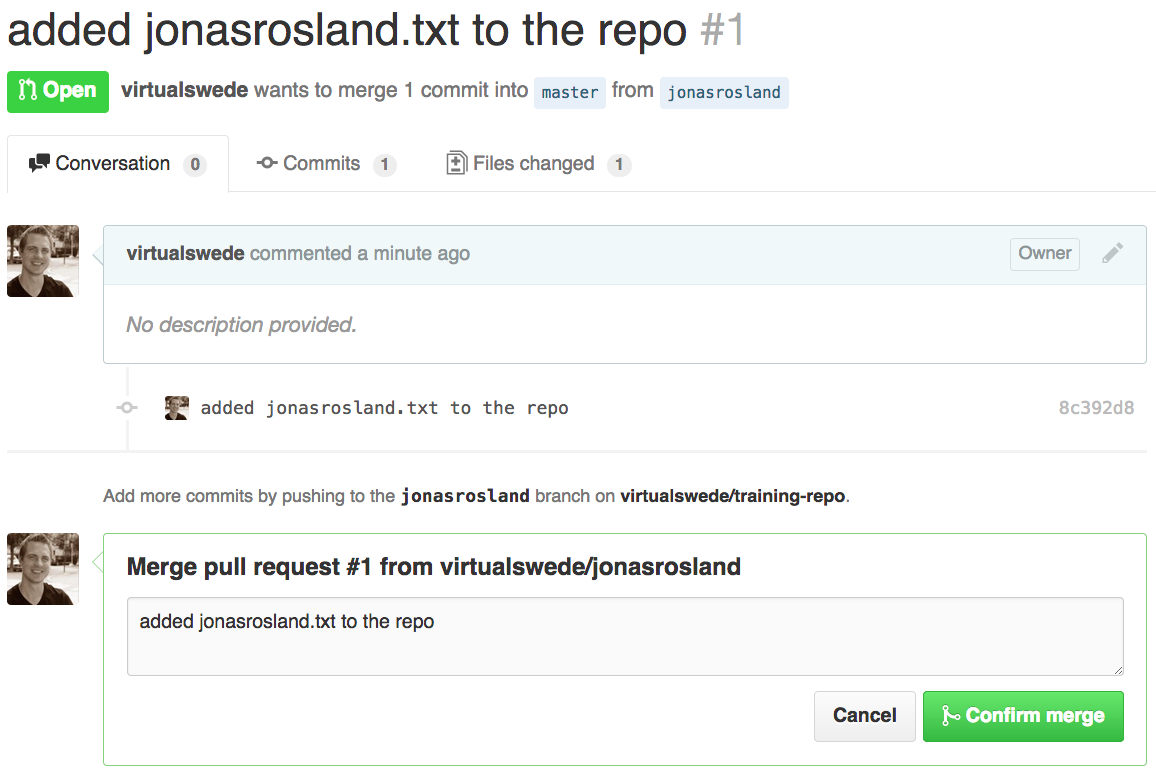 added jonasrosland.txt to the repo #1
Open virtualswede wants to merge 1 commit into master from jonasrosland
Conversation 0 Commits 1 Files changed 1
virtualswede commented a minute ago Owner
No description provided.
added jonasrosland.txt to the repo 8c392d8
Add more commits by pushing to the jonasrosland branch on virtualswede/training-repo.
Merge pull request #1 from virtualswede/jonasrosland
added jonasrosland.txt to the repo
Cancel Confirm merge